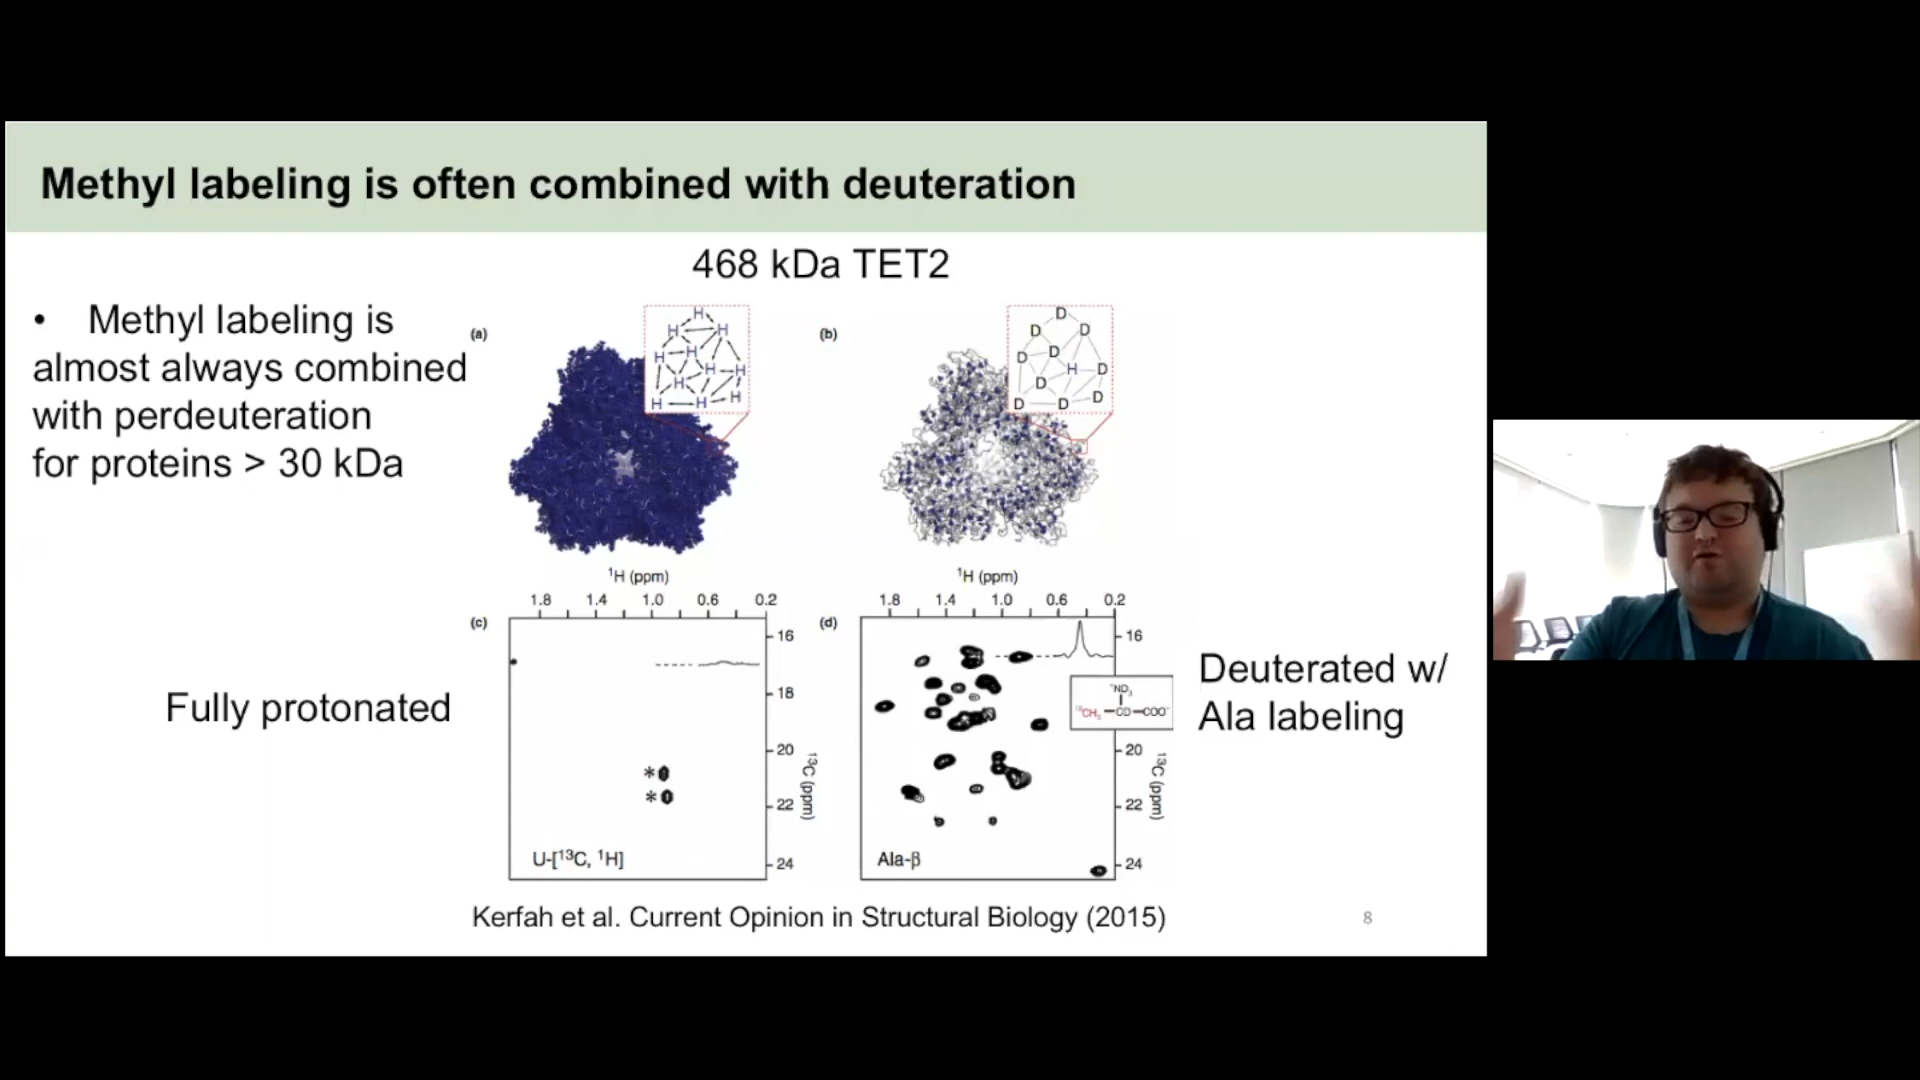 Methyl labeling is often combined with deuteration
468 kDa TET2
• Methyl labeling is
almost always combined
with perdeuteration
for proteins > 30 kDa
(a)
H
H H
H H
H H
H
H H H
(b)
D
D D
D D
H D
D
D D D
¹H (ppm)
1.8 1.4 1.0 0.6 0.2
(c)
16
18
20
22
24
¹³C (ppm)
*
*
U-[¹³C, ¹H]
Fully protonated
¹H (ppm)
1.8 1.4 1.0 0.6 0.2
(d)
16
20
22
24
¹³C (ppm)
⁺ND₃
¹³CH₃ —CD—COO⁻
Ala-β
Deuterated w/
Ala labeling
Kerfah et al. Current Opinion in Structural Biology (2015)
8